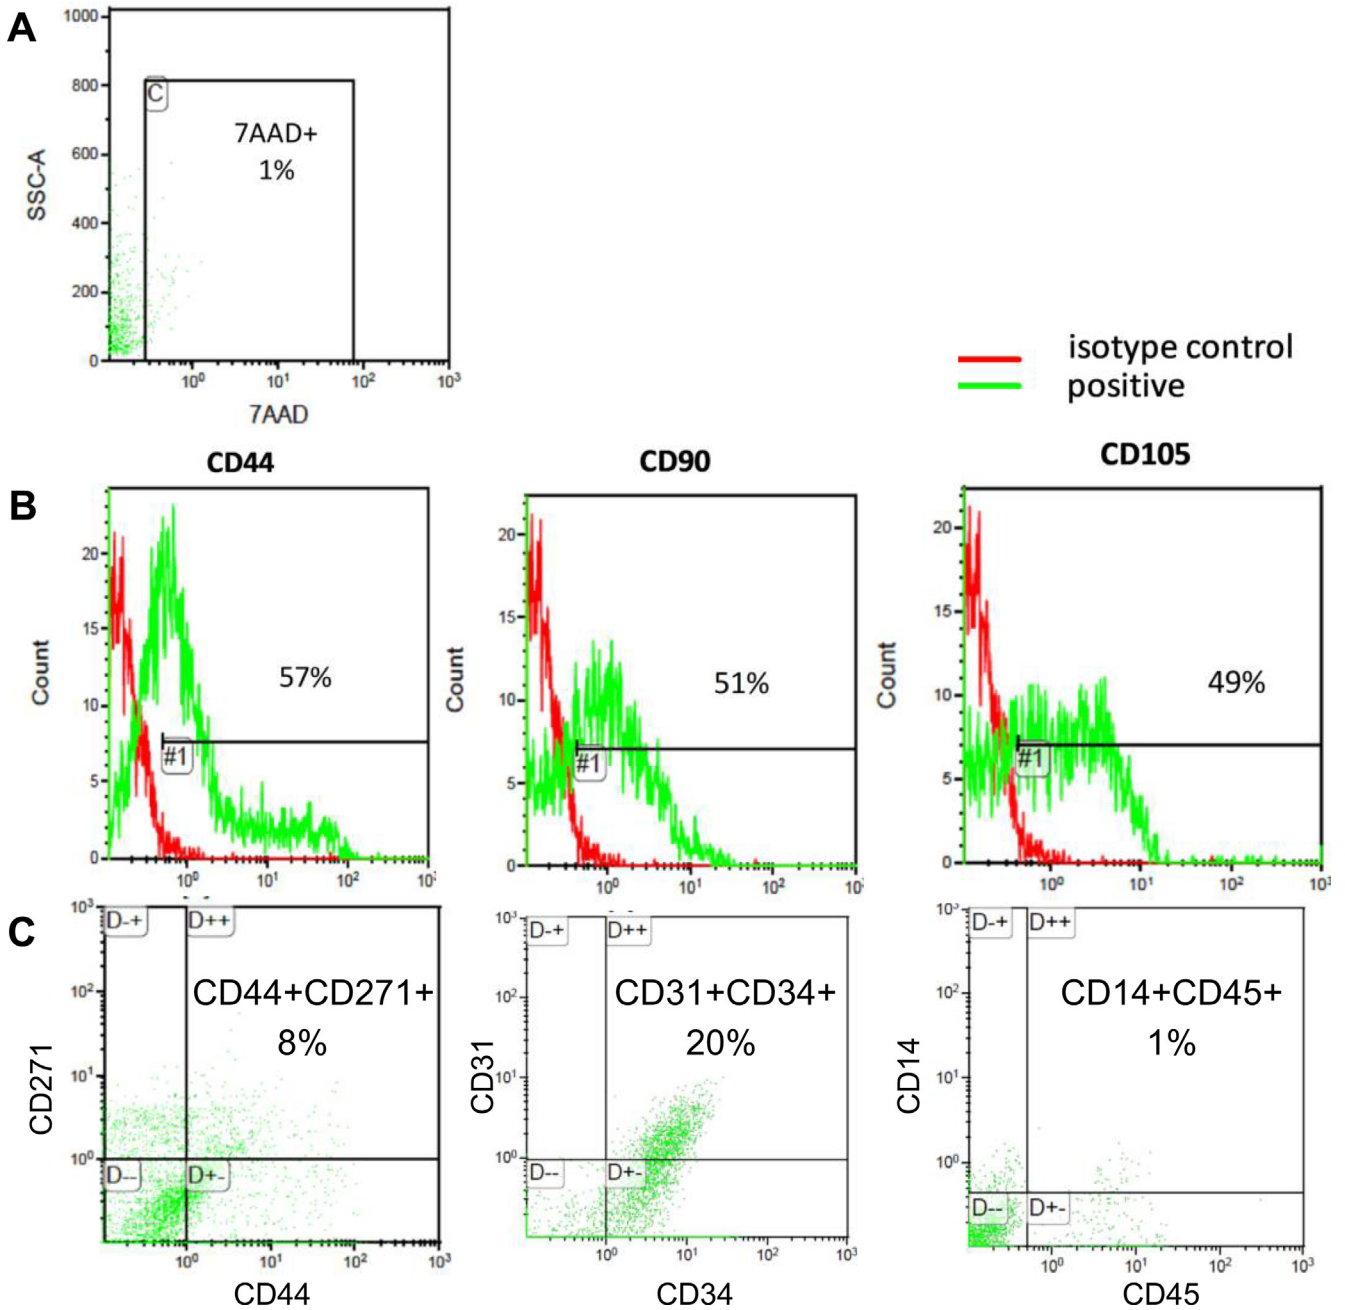 A
1000
800
600
400
200
0
SSC-A
C
7AAD+
1%
10⁰ 10¹ 10² 10³
7AAD
isotype control
positive
B
CD44
CD90
CD105
Count
20
15
10
5
0
57%
#1
10⁰ 10¹ 10²
Count
20
15
10
5
0
51%
#1
10⁰ 10¹ 10²
Count
20
15
10
5
0
49%
#1
10⁰ 10¹ 10² 10³
C
CD271
10³
10²
10¹
10⁰
D-+ D++
CD44+CD271+
8%
D-- D+-
10⁰ 10¹ 10² 10³
CD44
CD31
10³
10²
10¹
10⁰
D-+ D++
CD31+CD34+
20%
D-- D+-
10⁰ 10¹ 10² 10³
CD34
CD14
10³
10²
10¹
10⁰
D-+ D++
CD14+CD45+
1%
D-- D+-
10⁰ 10¹ 10² 10³
CD45